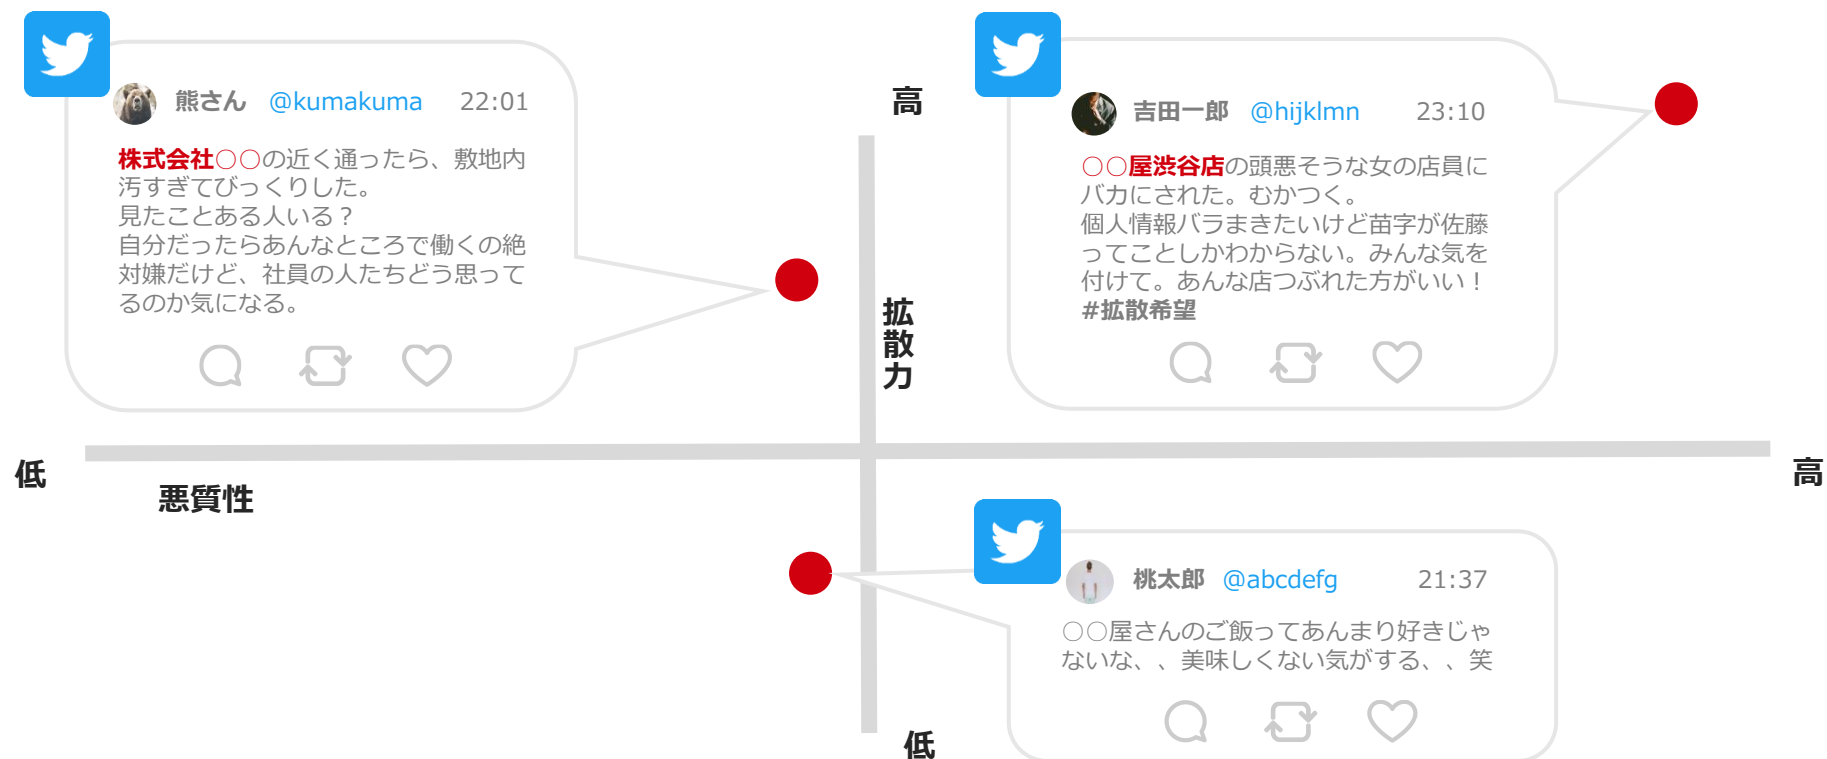 熊さん @kumakuma 22:01
株式会社○○の近く通ったら、敷地内
汚すぎてびっくりした。
見たことある人いる？
自分だったらあんなところで働くの絶
対嫌だけど、社員の人たちどう思って
るのか気になる。
高
拡散力
吉田一郎 @hijklmn 23:10
○○屋渋谷店の頭悪そうな女の店員に
バカにされた。むかつく。
個人情報バラまきたいけど苗字が佐藤
ってことしかわからない。みんな気を
付けて。あんな店つぶれた方がいい！
#拡散希望
低
悪質性
高
桃太郎 @abcdefg 21:37
○○屋さんのご飯ってあんまり好きじゃ
ないな、、美味しくない気がする、、笑
低